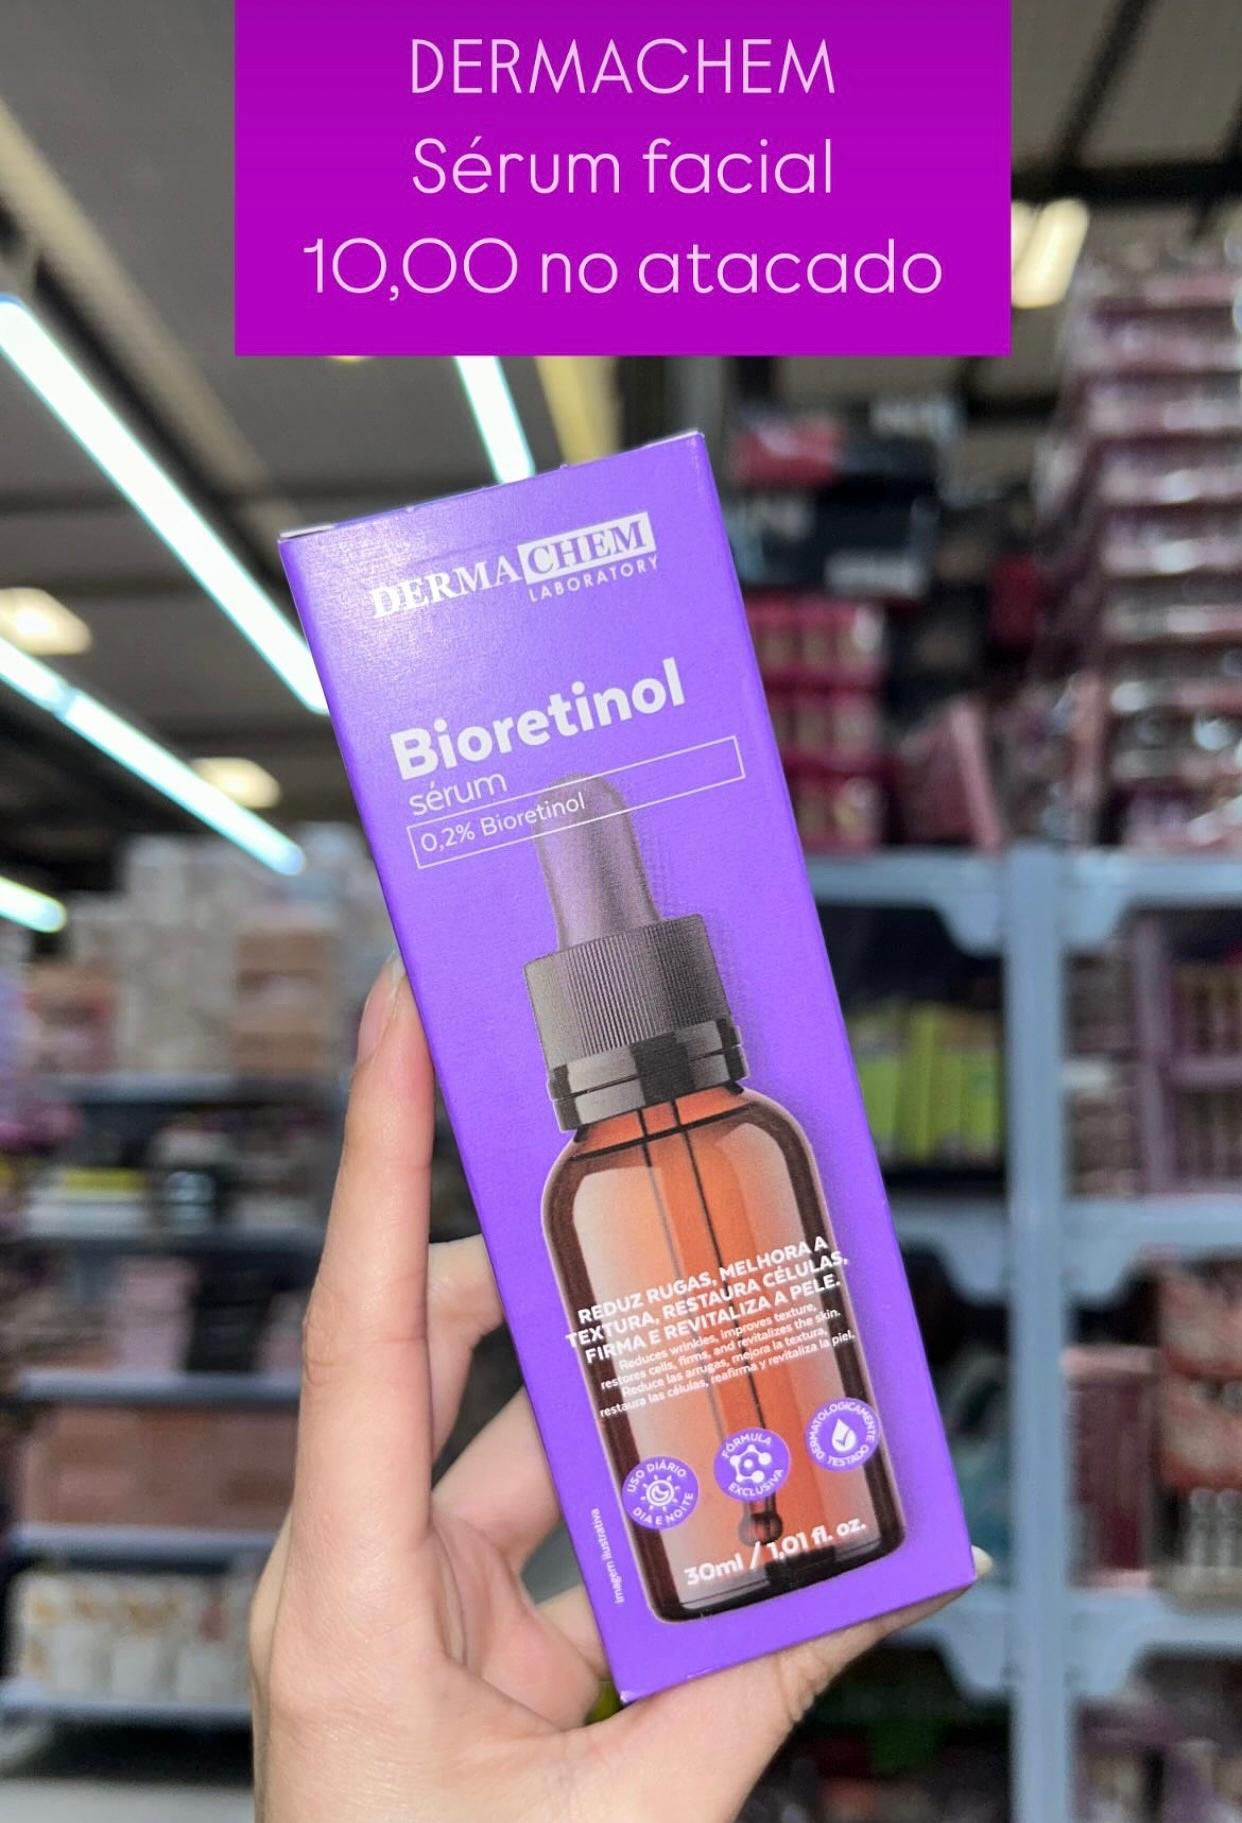 DERMACHEM
Sérum facial
10,00 no atacado
DERMACHEM
LABORATORY
Bioretinol
sérum
0,2% Bioretinol
REDUZ RUGAS, MELHORA A
TEXTURA, RESTAURA CÉLULAS,
FIRMA E REVITALIZA A PELE.
Reduces wrinkles, improves texture,
restores cells, firms, and revitalizes the skin.
Reduce las arrugas, mejora la textura,
restaura las células, reafirma y revitaliza la piel.
USO DIÁRIO
DIA E NOITE
FÓRMULA
EXCLUSIVA
DERMATOLOGICAMENTE
TESTADO
30ml / 1,01 fl. oz.
imagem ilustrativa